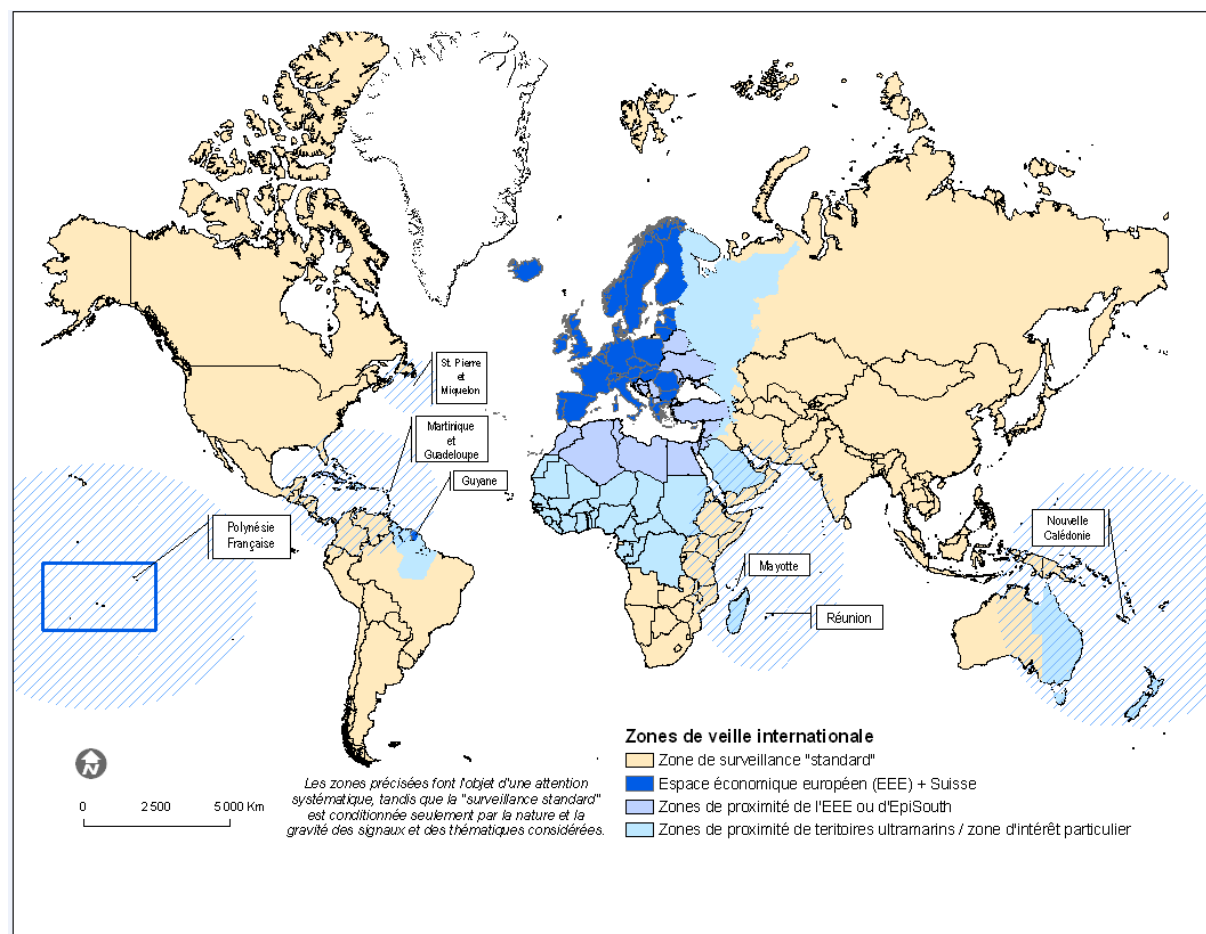 St. Pierre
et
Miquelon
Martinique
et
Guadeloupe
Guyane
Polynésie
Française
Nouvelle
Calédonie
Mayotte
Réunion
Zones de veille internationale
Zone de surveillance "standard"
Espace économique européen (EEE) + Suisse
Zones de proximité de l'EEE ou d'EpiSouth
Zones de proximité de teritoires ultramarins / zone d'intérêt particulier
N
0 2 500 5 000 Km
Les zones précisées font l'objet d'une attention
systématique, tandis que la "surveillance standard"
est conditionnée seulement par la nature et la
gravité des signaux et des thématiques considérées.